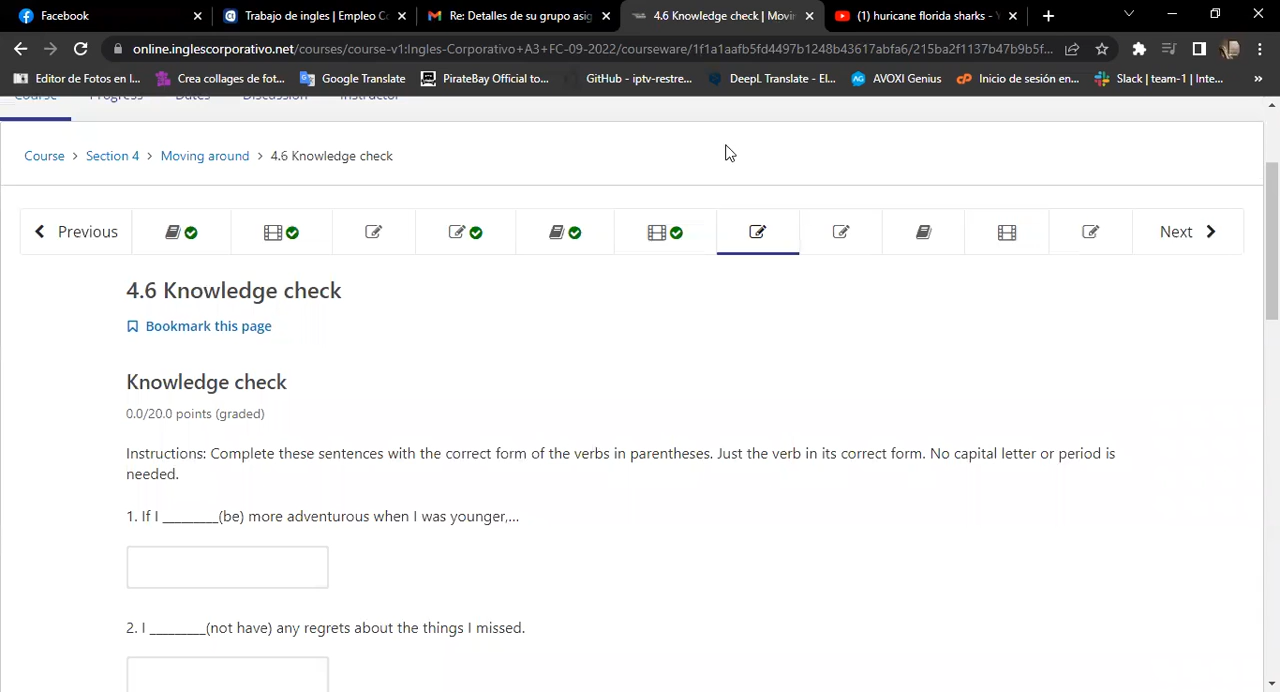 Facebook
Trabajo de ingles | Empleo Co
Re: Detalles de su grupo asig
4.6 Knowledge check | Movin
(1) huricane florida sharks - Y
online.inglescorporativo.net/courses/course-v1:Ingles-Corporativo+A3+FC-09-2022/courseware/1f1a1aafb5fd4497b1248b43617abfa6/215ba2f1137b47b9b5f...
Editor de Fotos en l...
Crea collages de fot...
Google Translate
PirateBay Official to...
GitHub - iptv-restre...
DeepL Translate - El...
AVOXI Genius
Inicio de sesión en...
Slack | team-1 | Inte...
Course Progress Dates Discussion Instructor
Course > Section 4 > Moving around > 4.6 Knowledge check
Previous
Next
4.6 Knowledge check
Bookmark this page
Knowledge check
0.0/20.0 points (graded)
Instructions: Complete these sentences with the correct form of the verbs in parentheses. Just the verb in its correct form. No capital letter or period is
needed.
1. If I ________(be) more adventurous when I was younger,...
2. I ________(not have) any regrets about the things I missed.